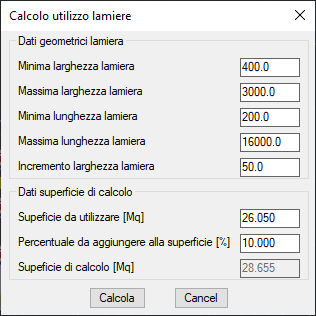 Calcolo utilizzo lamiere
Dati geometrici lamiera
Minima larghezza lamiera 400.0
Massima larghezza lamiera 3000.0
Minima lunghezza lamiera 200.0
Massima lunghezza lamiera 16000.0
Incremento larghezza lamiera 50.0
Dati superficie di calcolo
Supeficie da utilizzare [Mq] 26.050
Percentuale da aggiungere alla superficie [%] 10.000
Supeficie di calcolo [Mq] 28.655
Calcola Cancel